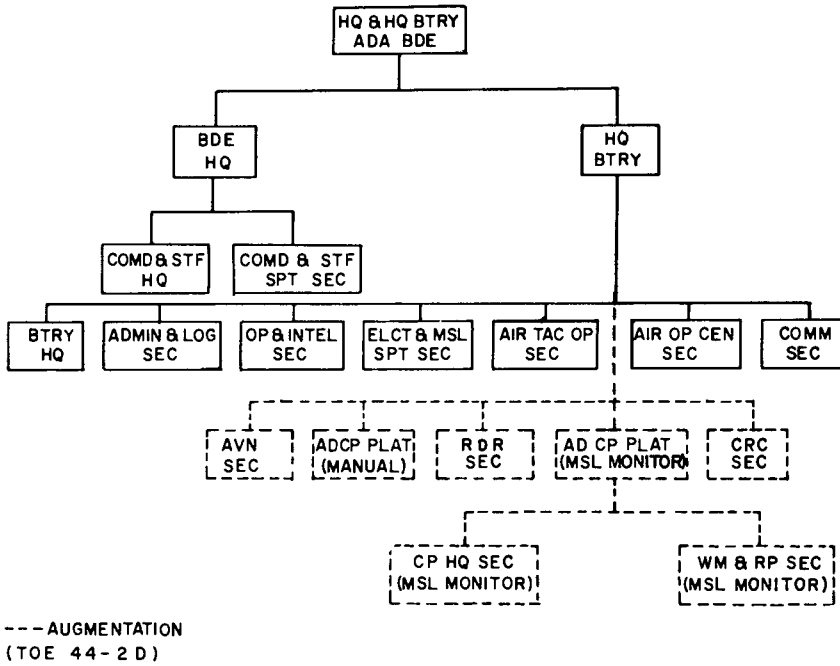 HQ & HQ BTRY
ADA BDE
BDE
HQ
HQ
BTRY
COMD & STF
HQ
COMD & STF
SPT SEC
BTRY
HQ
ADMIN & LOG
SEC
OP & INTEL
SEC
ELCT & MSL
SPT SEC
AIR TAC OP
SEC
AIR OP CEN
SEC
COMM
SEC
AVN
SEC
ADCP PLAT
(MANUAL)
RDR
SEC
AD CP PLAT
(MSL MONITOR)
CRC
SEC
CP HQ SEC
(MSL MONITOR)
WM & RP SEC
(MSL MONITOR)
---AUGMENTATION
(TOE 44-2D)